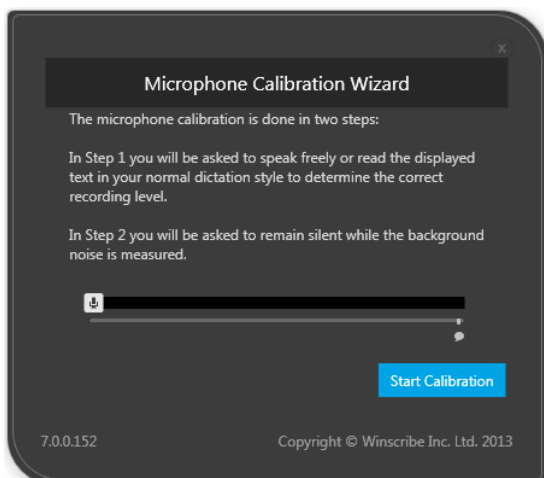 x
Microphone Calibration Wizard
The microphone calibration is done in two steps:
In Step 1 you will be asked to speak freely or read the displayed
text in your normal dictation style to determine the correct
recording level.
In Step 2 you will be asked to remain silent while the background
noise is measured.
Start Calibration
7.0.0.152
Copyright © Winscribe Inc. Ltd. 2013